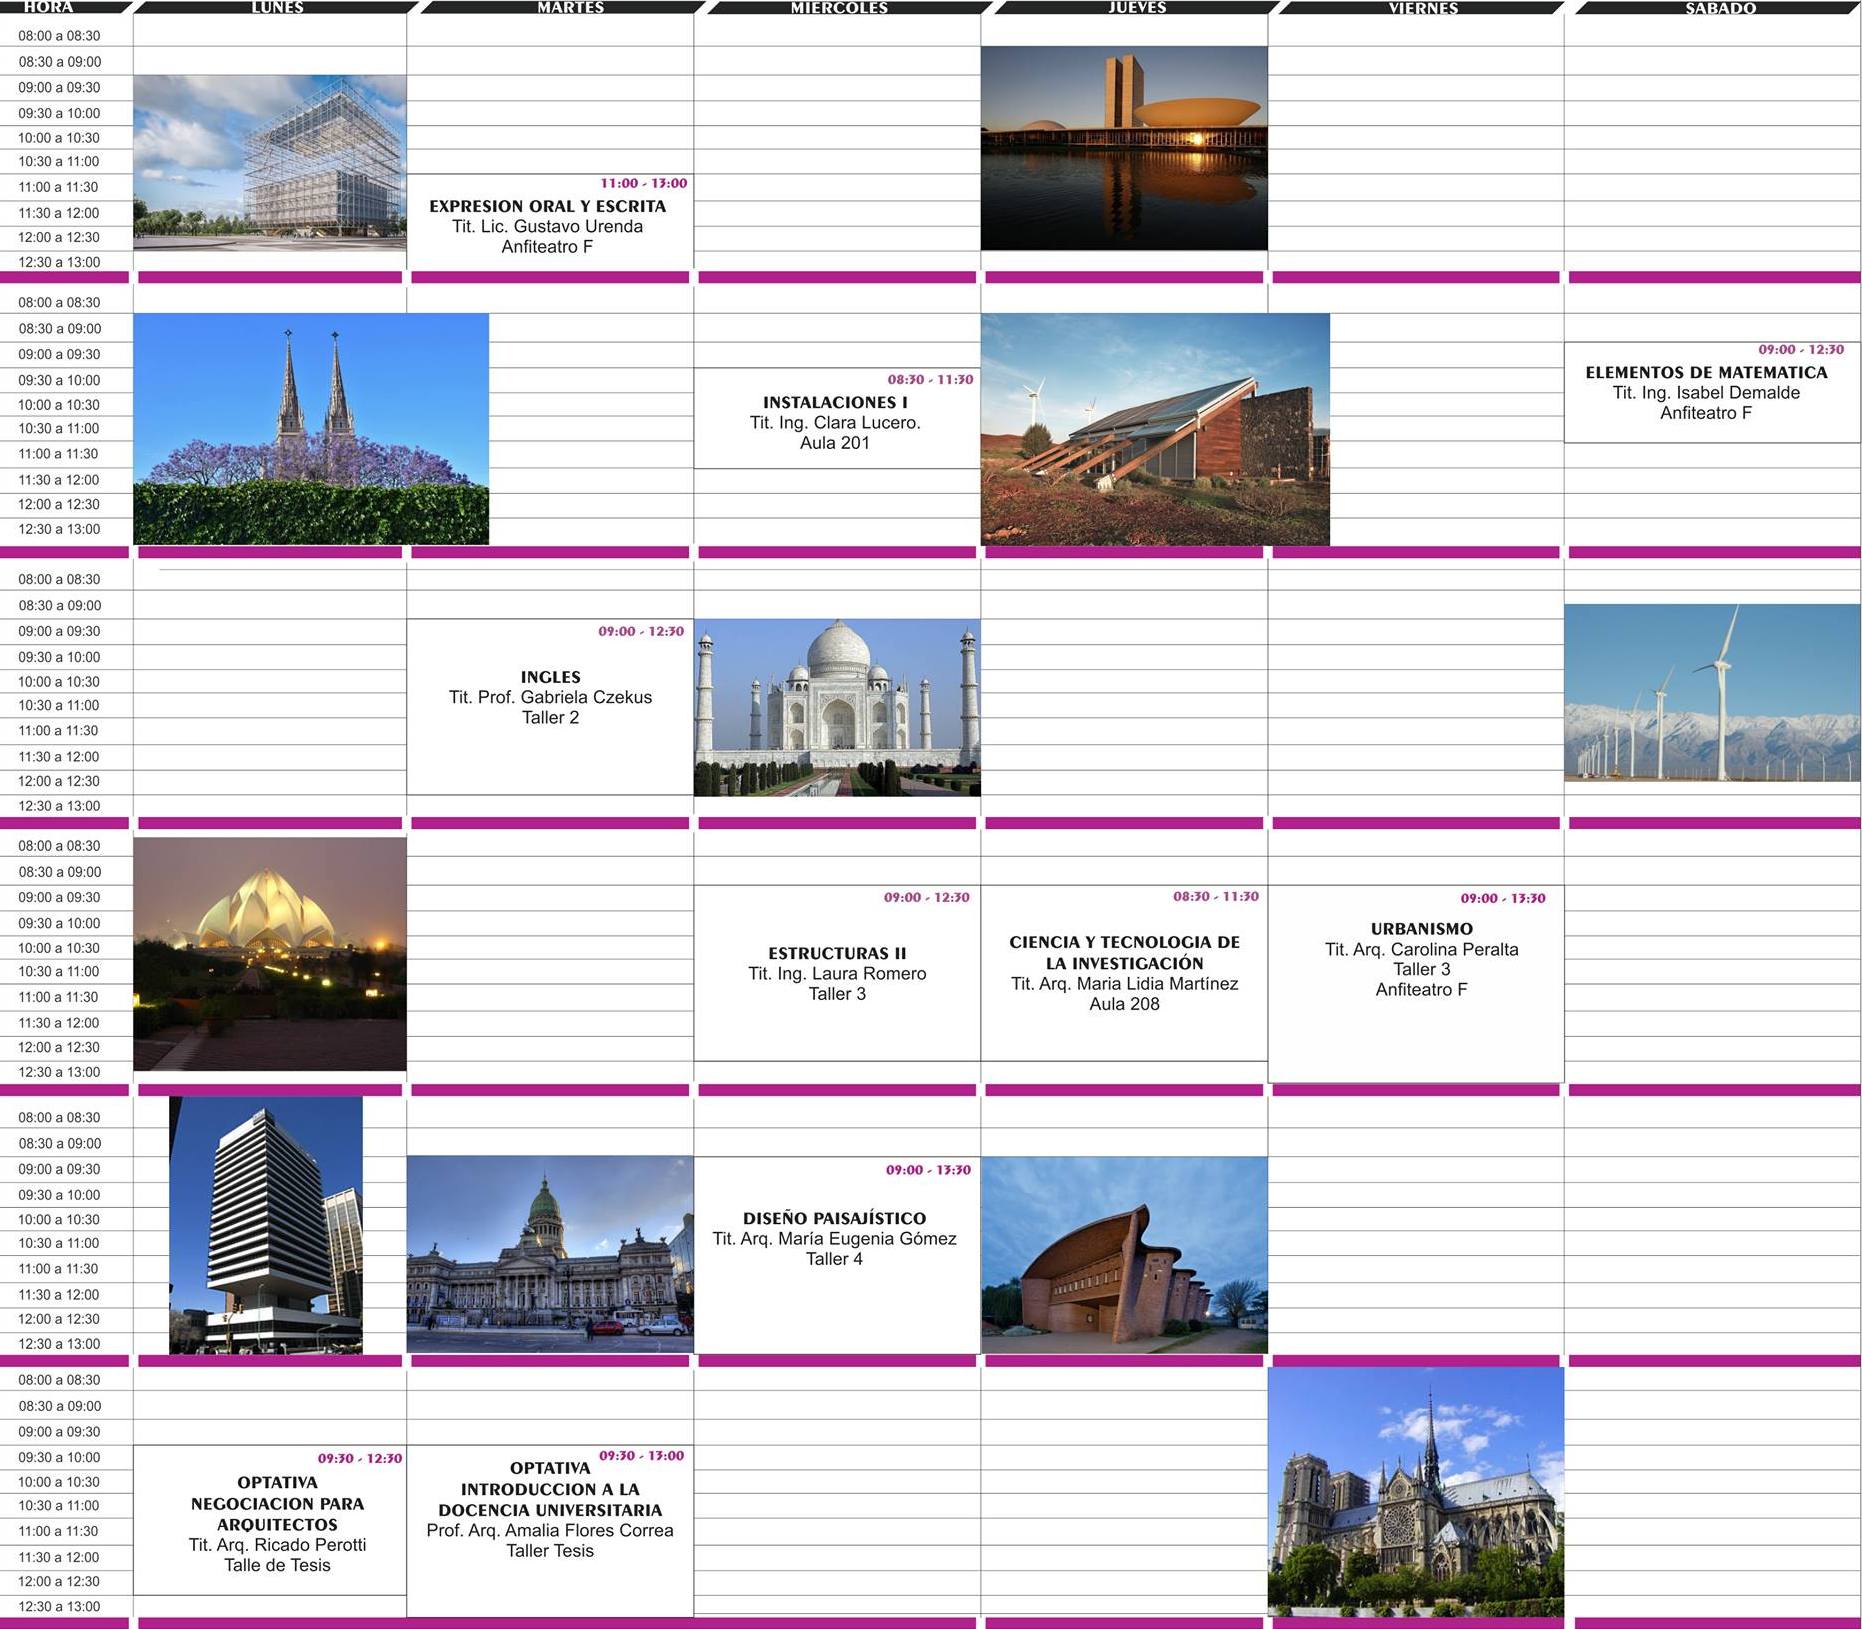 HORA LUNES MARTES MIERCOLES JUEVES VIERNES SABADO
08:00 a 08:30
08:30 a 09:00
09:00 a 09:30
09:30 a 10:00
10:00 a 10:30
10:30 a 11:00
11:00 a 11:30
11:30 a 12:00
12:00 a 12:30
12:30 a 13:00
11:00 - 13:00
EXPRESION ORAL Y ESCRITA
Tit. Lic. Gustavo Urenda
Anfiteatro F
08:00 a 08:30
08:30 a 09:00
09:00 a 09:30
09:30 a 10:00
10:00 a 10:30
10:30 a 11:00
11:00 a 11:30
11:30 a 12:00
12:00 a 12:30
12:30 a 13:00
08:30 - 11:30
INSTALACIONES I
Tit. Ing. Clara Lucero.
Aula 201
09:00 - 12:30
ELEMENTOS DE MATEMATICA
Tit. Ing. Isabel Demalde
Anfiteatro F
08:00 a 08:30
08:30 a 09:00
09:00 a 09:30
09:30 a 10:00
10:00 a 10:30
10:30 a 11:00
11:00 a 11:30
11:30 a 12:00
12:00 a 12:30
12:30 a 13:00
09:00 - 12:30
INGLES
Tit. Prof. Gabriela Czekus
Taller 2
08:00 a 08:30
08:30 a 09:00
09:00 a 09:30
09:30 a 10:00
10:00 a 10:30
10:30 a 11:00
11:00 a 11:30
11:30 a 12:00
12:00 a 12:30
12:30 a 13:00
09:00 - 12:30
ESTRUCTURAS II
Tit. Ing. Laura Romero
Taller 3
08:30 - 11:30
CIENCIA Y TECNOLOGIA DE
LA INVESTIGACIÓN
Tit. Arq. Maria Lidia Martínez
Aula 208
09:00 - 13:30
URBANISMO
Tit. Arq. Carolina Peralta
Taller 3
Anfiteatro F
08:00 a 08:30
08:30 a 09:00
09:00 a 09:30
09:30 a 10:00
10:00 a 10:30
10:30 a 11:00
11:00 a 11:30
11:30 a 12:00
12:00 a 12:30
12:30 a 13:00
09:00 - 13:30
DISEÑO PAISAJÍSTICO
Tit. Arq. María Eugenia Gómez
Taller 4
08:00 a 08:30
08:30 a 09:00
09:00 a 09:30
09:30 a 10:00
10:00 a 10:30
10:30 a 11:00
11:00 a 11:30
11:30 a 12:00
12:00 a 12:30
12:30 a 13:00
09:30 - 12:30
OPTATIVA
NEGOCIACION PARA
ARQUITECTOS
Tit. Arq. Ricado Perotti
Talle de Tesis
09:30 - 13:00
OPTATIVA
INTRODUCCION A LA
DOCENCIA UNIVERSITARIA
Prof. Arq. Amalia Flores Correa
Taller Tesis